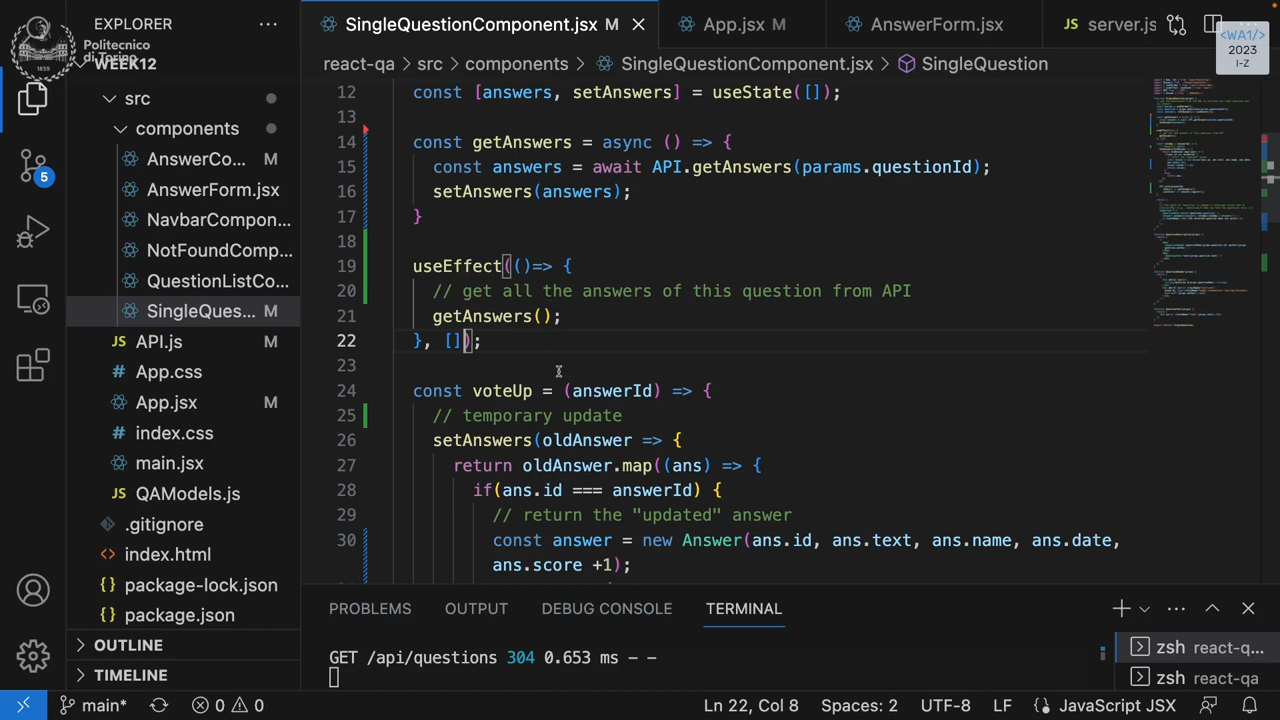 EXPLORER
Politecnico
di Torino
1859
WEEK12
src
components
AnswerCo... M
AnswerForm.jsx
NavbarCompon...
NotFoundComp...
QuestionListCo...
SingleQues... M
API.js
App.css
App.jsx M
index.css
main.jsx
JS QAModels.js
.gitignore
<> index.html
{} package-lock.json
{} package.json
OUTLINE
TIMELINE
5
SingleQuestionComponent.jsx M
App.jsx M
AnswerForm.jsx
JS server.js
<WA1/>
2023
I-Z
react-qa > src > components > SingleQuestionComponent.jsx > SingleQuestion
12 const [answers, setAnswers] = useState([]);
13
14 const getAnswers = async () => {
15 const answers = await API.getAnswers(params.questionId);
16 setAnswers(answers);
17 }
18
19 useEffect(()=> {
20 // get all the answers of this question from API
21 getAnswers();
22 }, []);
23
24 const voteUp = (answerId) => {
25 // temporary update
26 setAnswers(oldAnswer => {
27 return oldAnswer.map((ans) => {
28 if(ans.id === answerId) {
29 // return the "updated" answer
30 const answer = new Answer(ans.id, ans.text, ans.name, ans.date,
ans.score +1);
PROBLEMS OUTPUT DEBUG CONSOLE TERMINAL
GET /api/questions 304 0.653 ms - -
zsh react-q...
zsh react-qa
main* 0 0 Ln 22, Col 8 Spaces: 2 UTF-8 LF {} JavaScript JSX